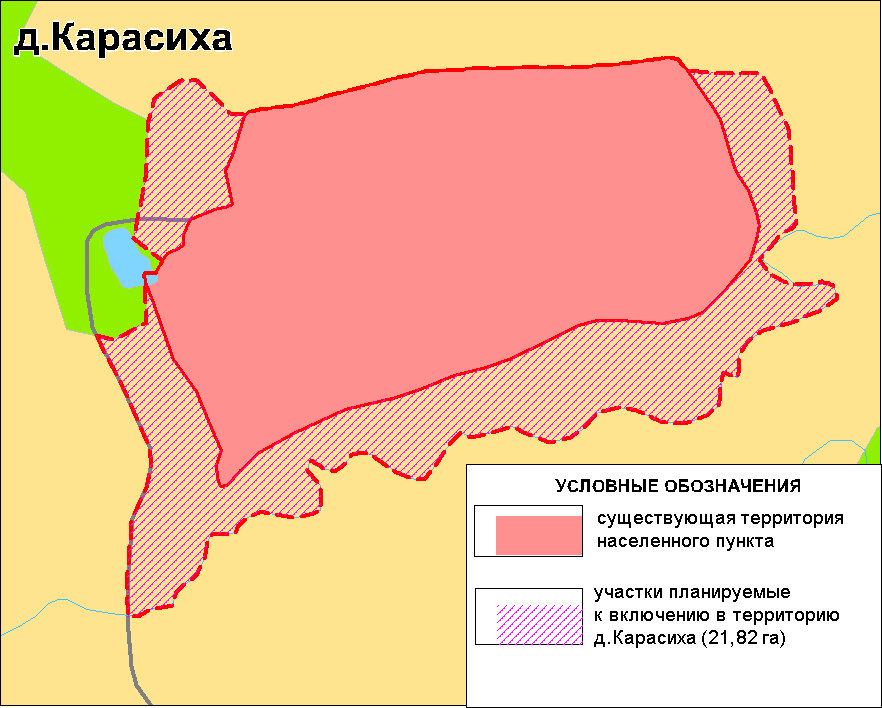 д.Карасиха
УСЛОВНЫЕ ОБОЗНАЧЕНИЯ
существующая территория
населенного пункта
участки планируемые
к включению в территорию
д.Карасиха (21,82 га)